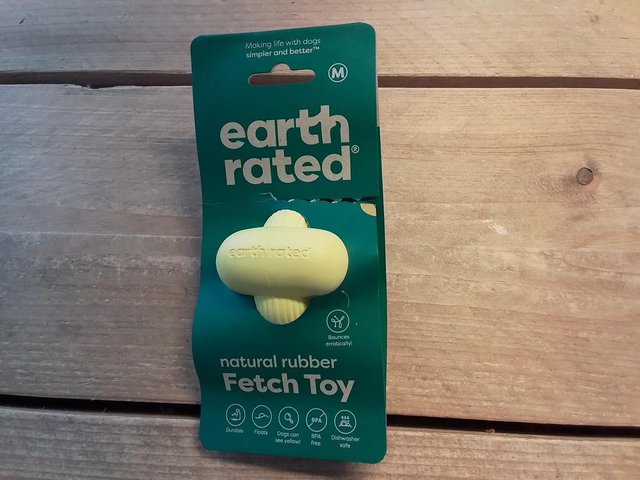 Making life with dogs
simpler and better™
M
earth
rated®
earth rated
Bounces
erratically!
natural rubber
Fetch Toy
Durable
Floats
Dogs can
see yellow!
BPA
BPA
free
Dishwasher
safe